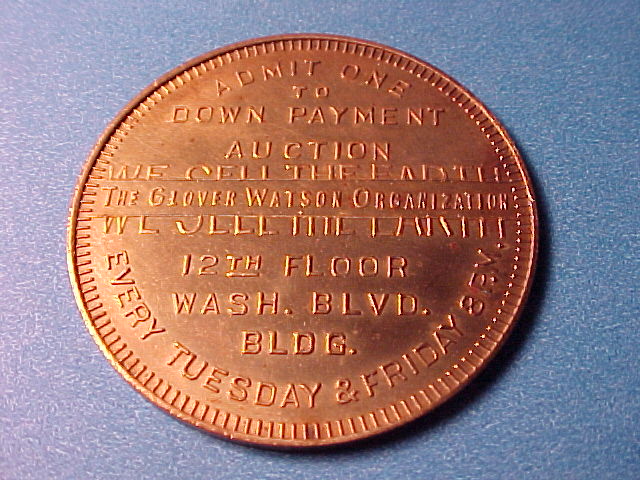 ADMIT ONE
TO
DOWN PAYMENT
AUCTION
WE SELL THE EARTH
THE GLOVER WATSON ORGANIZATION
12TH FLOOR
WASH. BLVD.
BLDG.
EVERY TUESDAY & FRIDAY 8 P.M.